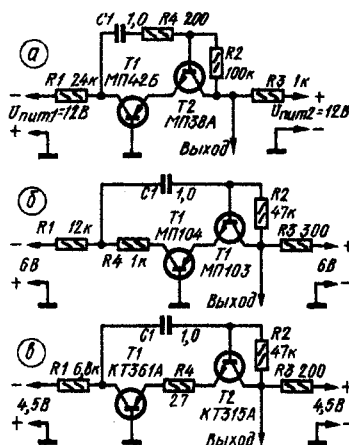 C1 1,0 R4 200
а
T1
МП42Б
R2
100к
R1 24к
T2
МП38А
R3 1к
Uпит1=12В
Uпит2=12В
Выход
б
C1 1,0
T1
МП104
R2
47к
R1 12к
R4 1к
T1
МП103
R3 300
6В
6В
Выход
в
C1 1,0
T1
КТ361А
R4
27
R2
47к
R1 6,8к
T2
КТ315А
R3 200
4,5В
4,5В
Выход